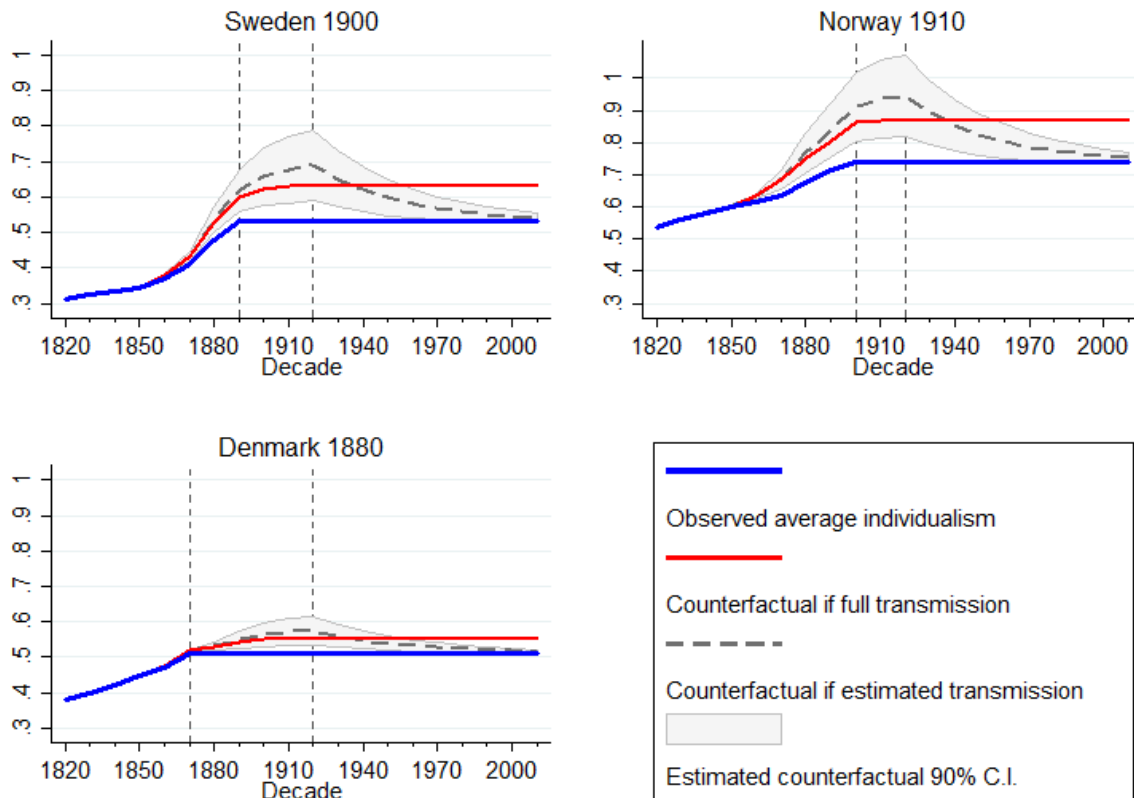 Sweden 1900
1
.9
.8
.7
.6
.5
.4
.3
1820 1850 1880 1910 1940 1970 2000
Decade
Norway 1910
1
.9
.8
.7
.6
.5
.4
.3
1820 1850 1880 1910 1940 1970 2000
Decade
Denmark 1880
1
.9
.8
.7
.6
.5
.4
.3
1820 1850 1880 1910 1940 1970 2000
Decade
Observed average individualism
Counterfactual if full transmission
Counterfactual if estimated transmission
Estimated counterfactual 90% C.I.